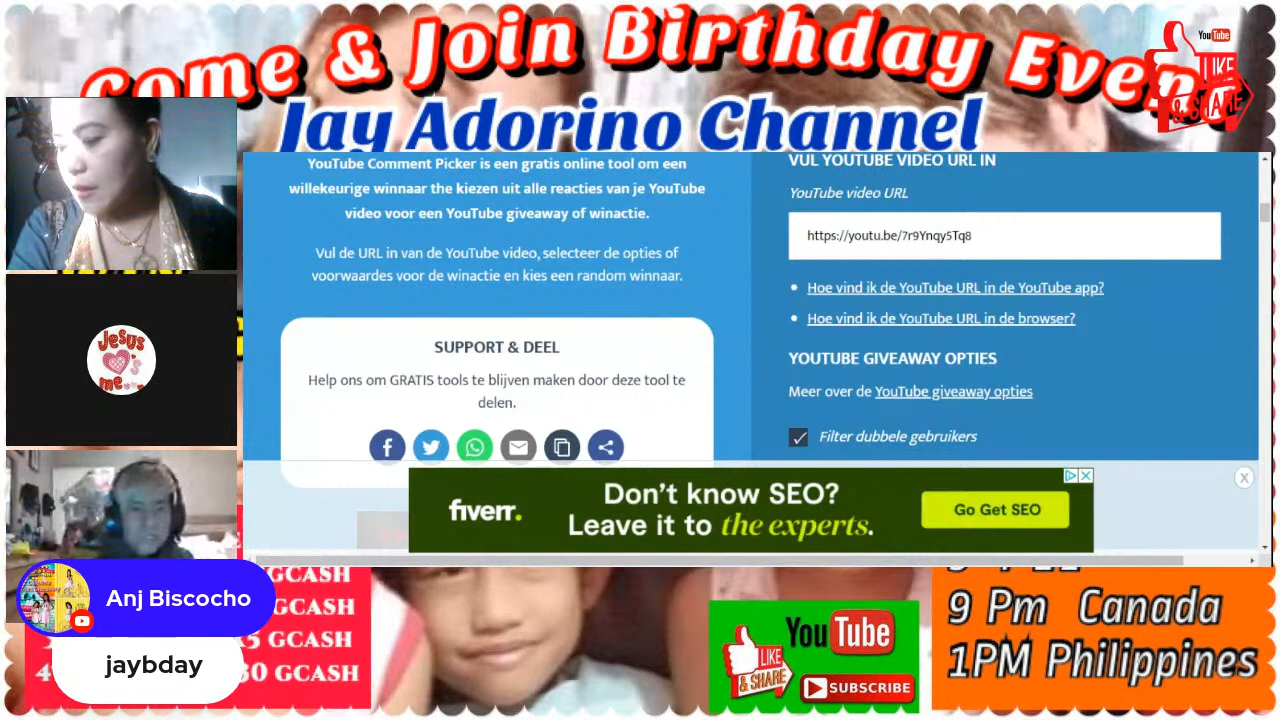 Come & Join Birthday Even
Jay Adorino Channel
YouTube
LIKE
& SHARE
YouTube Comment Picker is een gratis online tool om een
willekeurige winnaar the kiezen uit alle reacties van je YouTube
video voor een YouTube giveaway of winactie.
Vul de URL in van de YouTube video, selecteer de opties of
voorwaardes voor de winactie en kies een random winnaar.
SUPPORT & DEEL
Help ons om GRATIS tools te blijven maken door deze tool te
delen.
VUL YOUTUBE VIDEO URL IN
YouTube video URL
https://youtu.be/7r9Ynqy5Tq8
Hoe vind ik de YouTube URL in de YouTube app?
Hoe vind ik de YouTube URL in de browser?
YOUTUBE GIVEAWAY OPTIES
Meer over de YouTube giveaway opties
Filter dubbele gebruikers
fiverr.
Don't know SEO?
Leave it to the experts.
Go Get SEO
Jesus
me
GCASH
GCASH
5 GCASH
50 GCASH
Anj Biscocho
jaybday
YouTube
LIKE
& SHARE
SUBSCRIBE
9 Pm Canada
1PM Philippines